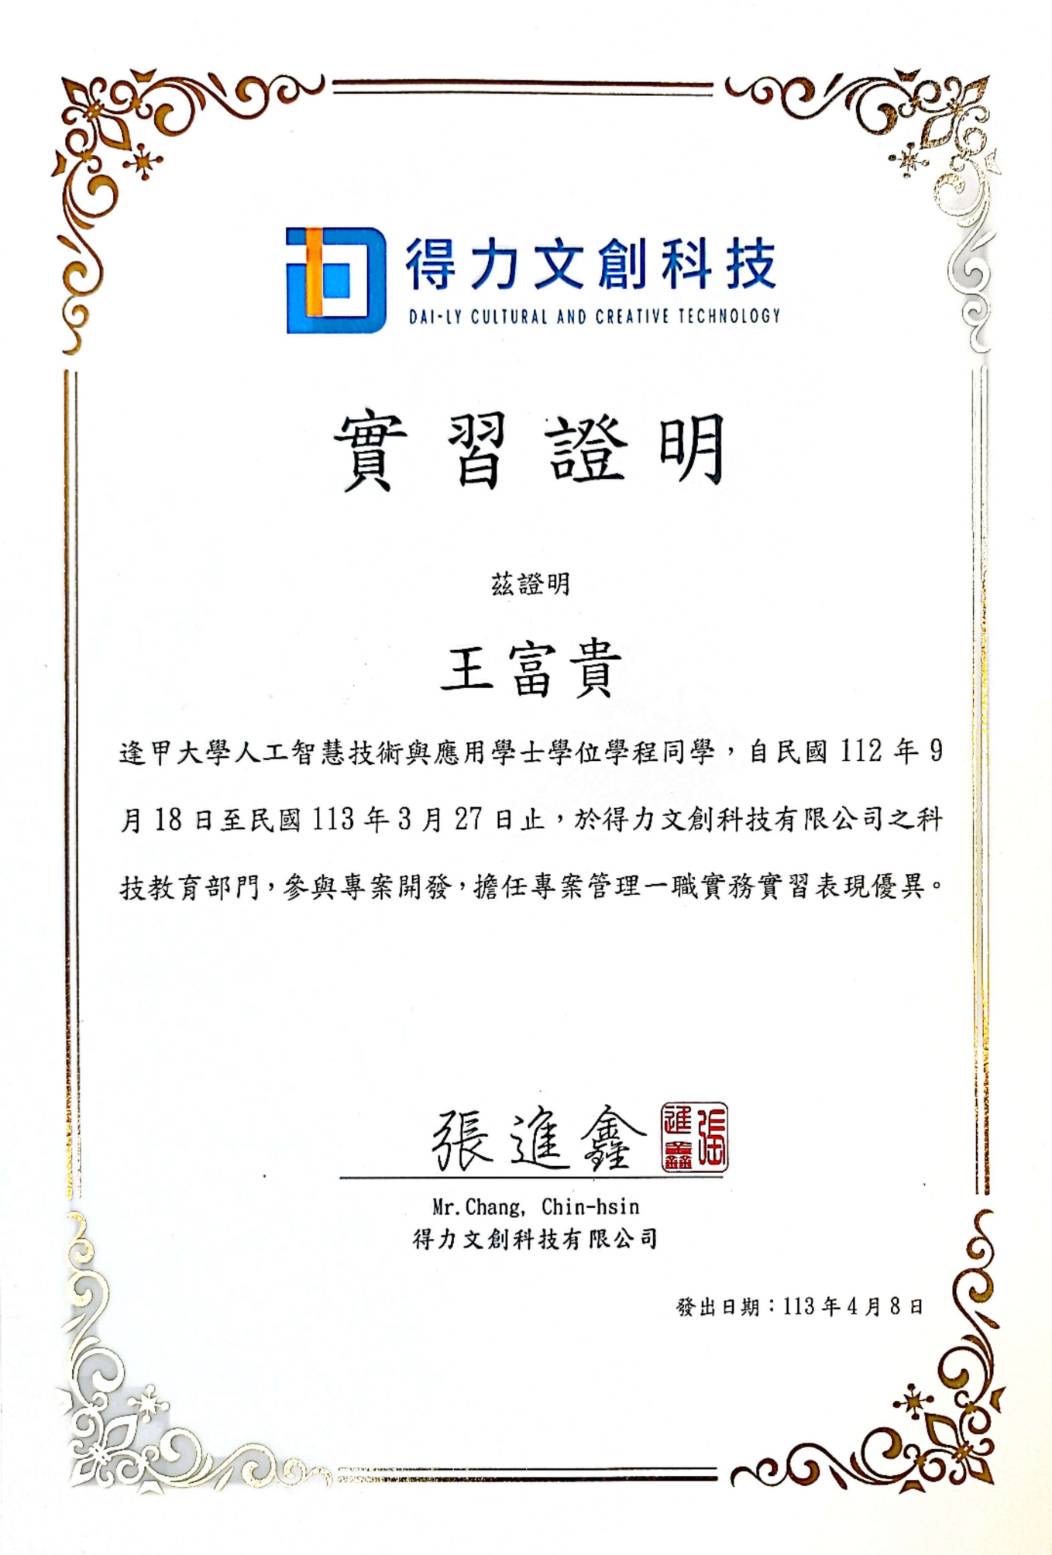 得力文創科技
DAI-LY CULTURAL AND CREATIVE TECHNOLOGY
實習證明
茲證明
王富貴
逢甲大學人工智慧技術與應用學士學位學程同學，自民國 112 年 9
月 18 日至民國 113 年 3 月 27 日止，於得力文創科技有限公司之科
技教育部門，參與專案開發，擔任專案管理一職實務實習表現優異。
張進鑫
張進鑫
Mr.Chang, Chin-hsin
得力文創科技有限公司
發出日期：113 年 4 月 8 日